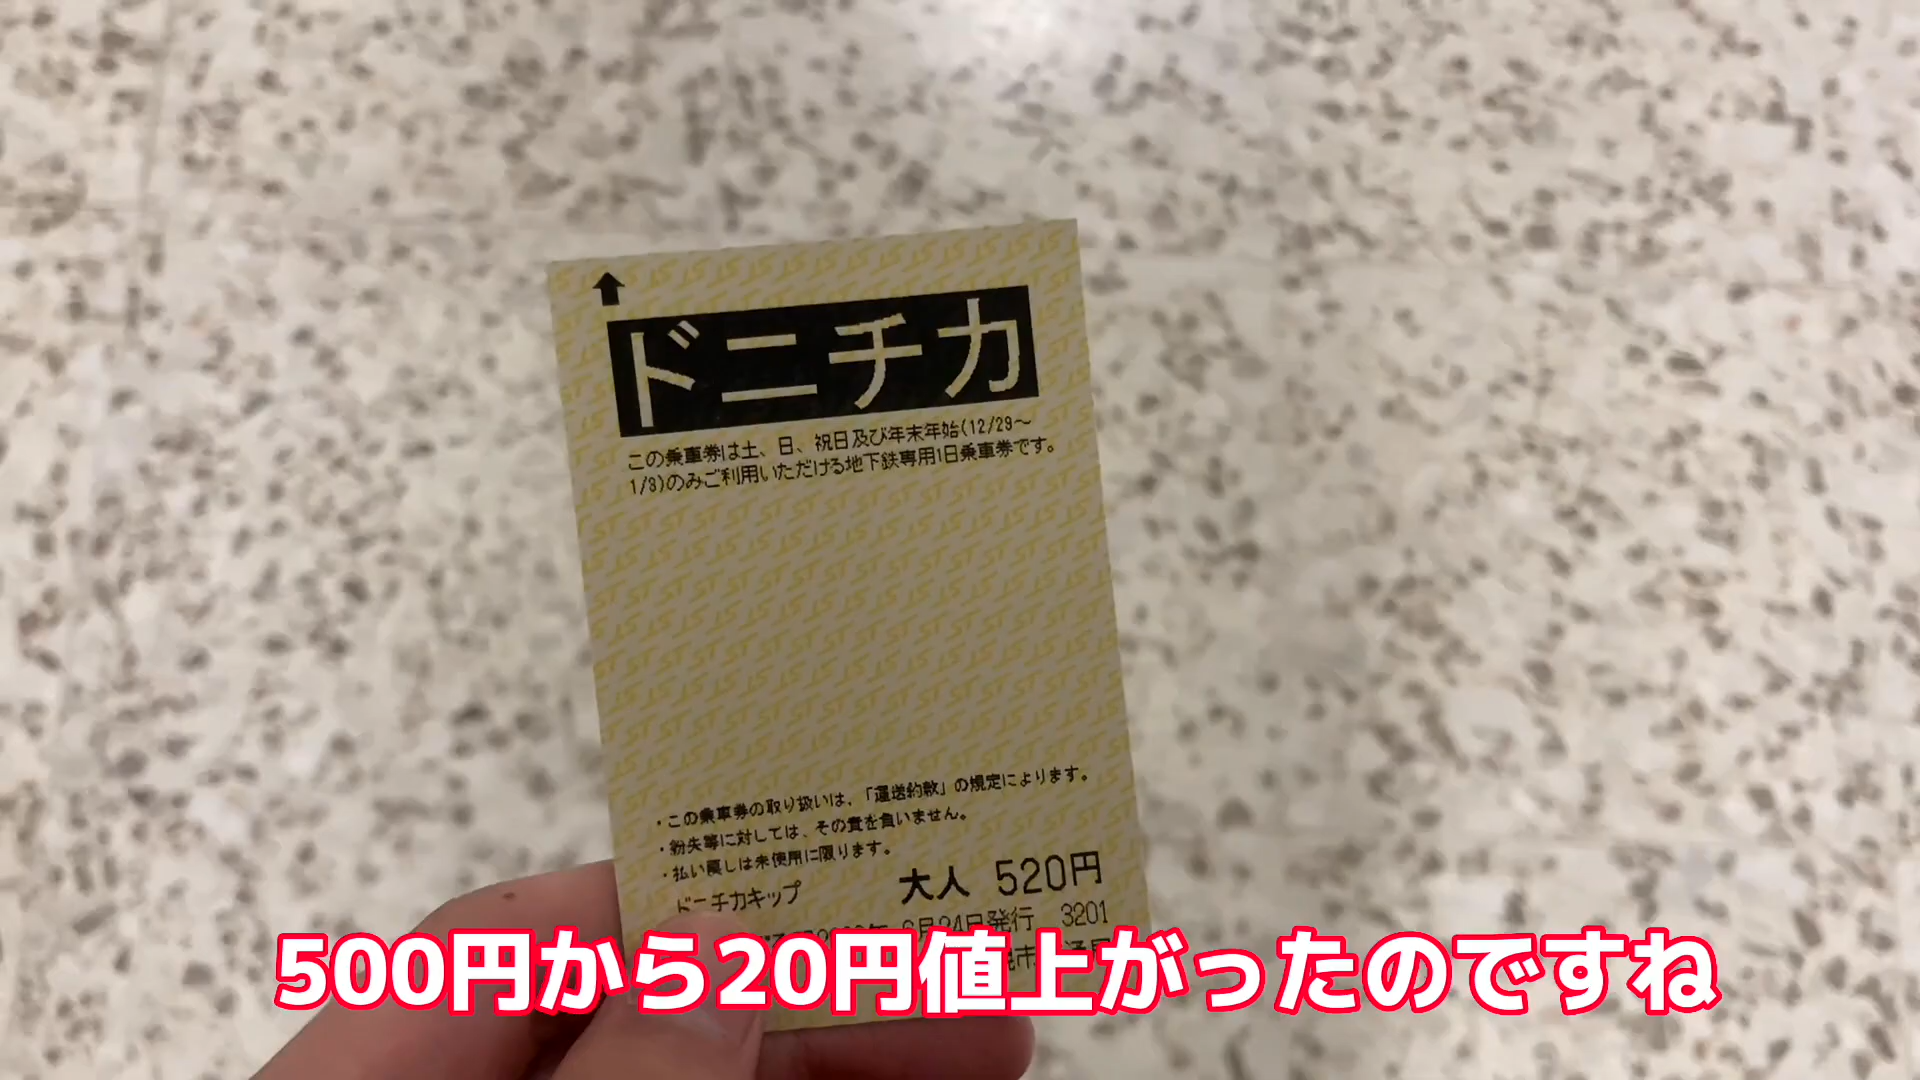 ドニチカ
この乗車券は土、日、祝日及び年末年始(12/29～
1/3)のみご利用いただける地下鉄専用1日乗車券です。
・この乗車券の取り扱いは、「運送約款」の規定によります。
・紛失等に対しては、その責を負いません。
・払い戻しは未使用に限ります。
大人 520円
ドニチカキップ
月24日発行 3201
500円から20円値上がったのですね